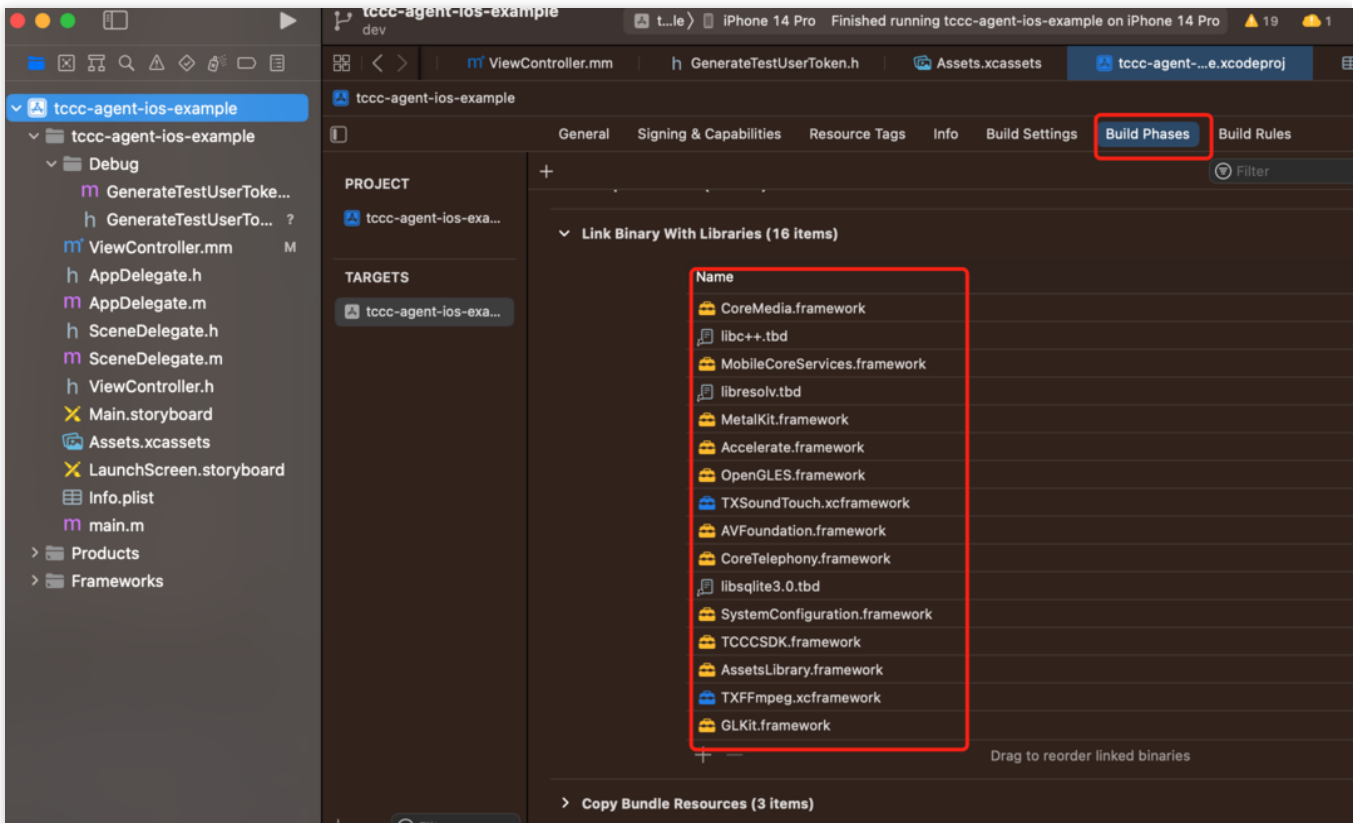 tccc-agent-ios-example
dev
t...le〉 iPhone 14 Pro Finished running tccc-agent-ios-example on iPhone 14 Pro 19 1
ViewController.mm
GenerateTestUserToken.h
Assets.xcassets
tccc-agent-...e.xcodeproj
tccc-agent-ios-example
tccc-agent-ios-example
Debug
m GenerateTestUserToke...
h GenerateTestUserTo... ?
m ViewController.mm M
h AppDelegate.h
m AppDelegate.m
h SceneDelegate.h
m SceneDelegate.m
h ViewController.h
Main.storyboard
Assets.xcassets
LaunchScreen.storyboard
Info.plist
m main.m
Products
Frameworks
tccc-agent-ios-example
General Signing & Capabilities Resource Tags Info Build Settings Build Phases Build Rules
Filter
PROJECT
tccc-agent-ios-exa...
TARGETS
tccc-agent-ios-exa...
Link Binary With Libraries (16 items)
Name
CoreMedia.framework
libc++.tbd
MobileCoreServices.framework
libresolv.tbd
MetalKit.framework
Accelerate.framework
OpenGLES.framework
TXSoundTouch.xcframework
AVFoundation.framework
CoreTelephony.framework
libsqlite3.0.tbd
SystemConfiguration.framework
TCCCSDK.framework
AssetsLibrary.framework
TXFFmpeg.xcframework
GLKit.framework
Drag to reorder linked binaries
Copy Bundle Resources (3 items)